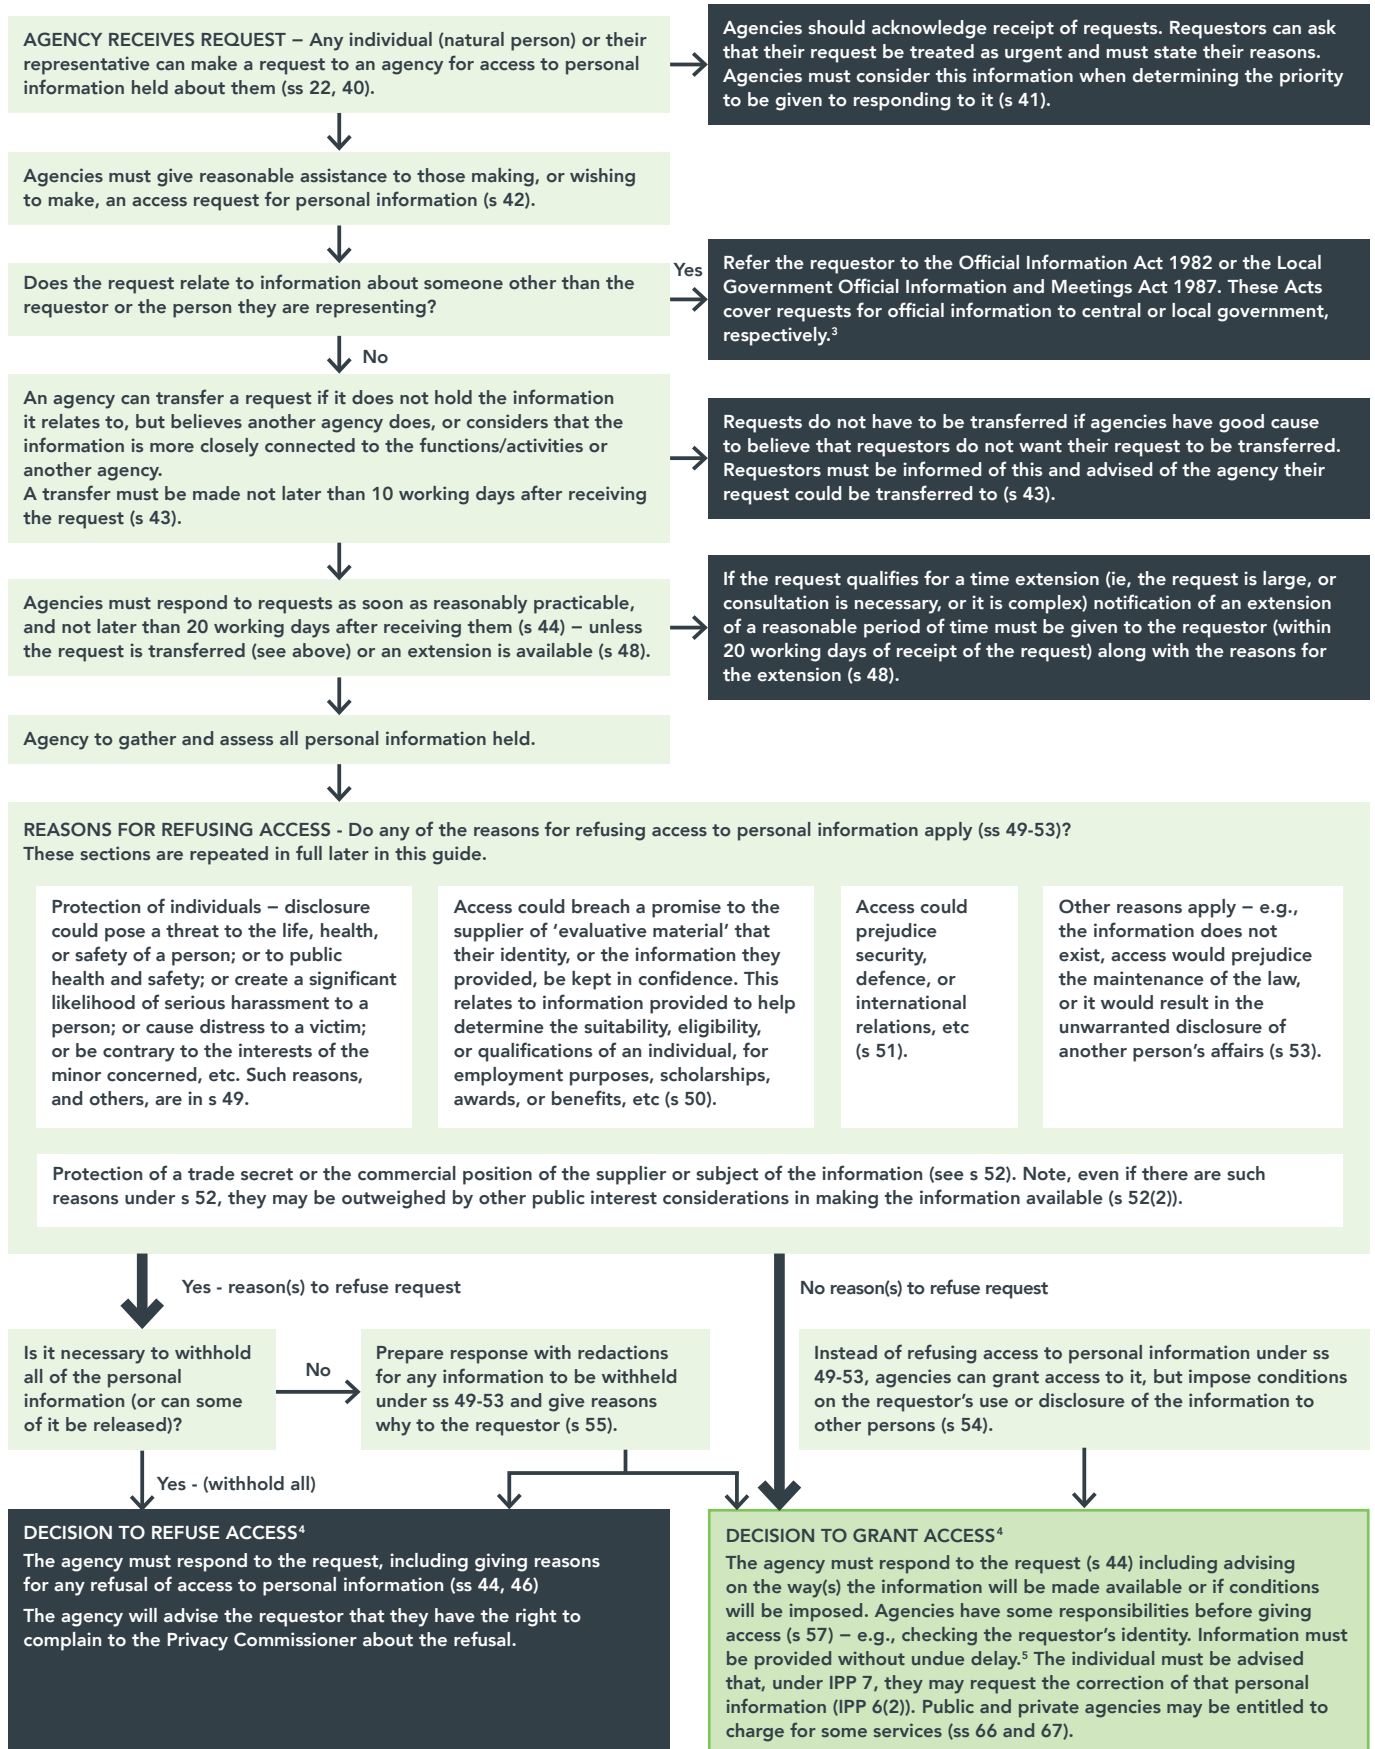 AGENCY RECEIVES REQUEST – Any individual (natural person) or their
representative can make a request to an agency for access to personal
information held about them (ss 22, 40).
Agencies should acknowledge receipt of requests. Requestors can ask
that their request be treated as urgent and must state their reasons.
Agencies must consider this information when determining the priority
to be given to responding to it (s 41).
Agencies must give reasonable assistance to those making, or wishing
to make, an access request for personal information (s 42).
Does the request relate to information about someone other than the
requestor or the person they are representing?
Yes
Refer the requestor to the Official Information Act 1982 or the Local
Government Official Information and Meetings Act 1987. These Acts
cover requests for official information to central or local government,
respectively.³
No
An agency can transfer a request if it does not hold the information
it relates to, but believes another agency does, or considers that the
information is more closely connected to the functions/activities or
another agency.
A transfer must be made not later than 10 working days after receiving
the request (s 43).
Requests do not have to be transferred if agencies have good cause
to believe that requestors do not want their request to be transferred.
Requestors must be informed of this and advised of the agency their
request could be transferred to (s 43).
Agencies must respond to requests as soon as reasonably practicable,
and not later than 20 working days after receiving them (s 44) – unless
the request is transferred (see above) or an extension is available (s 48).
If the request qualifies for a time extension (ie, the request is large, or
consultation is necessary, or it is complex) notification of an extension
of a reasonable period of time must be given to the requestor (within
20 working days of receipt of the request) along with the reasons for
the extension (s 48).
Agency to gather and assess all personal information held.
REASONS FOR REFUSING ACCESS - Do any of the reasons for refusing access to personal information apply (ss 49-53)?
These sections are repeated in full later in this guide.
Protection of individuals – disclosure
could pose a threat to the life, health,
or safety of a person; or to public
health and safety; or create a significant
likelihood of serious harassment to a
person; or cause distress to a victim;
or be contrary to the interests of the
minor concerned, etc. Such reasons,
and others, are in s 49.
Access could breach a promise to the
supplier of ‘evaluative material’ that
their identity, or the information they
provided, be kept in confidence. This
relates to information provided to help
determine the suitability, eligibility,
or qualifications of an individual, for
employment purposes, scholarships,
awards, or benefits, etc (s 50).
Access could
prejudice
security,
defence, or
international
relations, etc
(s 51).
Other reasons apply – e.g.,
the information does not
exist, access would prejudice
the maintenance of the law,
or it would result in the
unwarranted disclosure of
another person’s affairs (s 53).
Protection of a trade secret or the commercial position of the supplier or subject of the information (see s 52). Note, even if there are such
reasons under s 52, they may be outweighed by other public interest considerations in making the information available (s 52(2)).
Yes - reason(s) to refuse request
No reason(s) to refuse request
Is it necessary to withhold
all of the personal
information (or can some
of it be released)?
No
Prepare response with redactions
for any information to be withheld
under ss 49-53 and give reasons
why to the requestor (s 55).
Instead of refusing access to personal information under ss
49-53, agencies can grant access to it, but impose conditions
on the requestor’s use or disclosure of the information to
other persons (s 54).
Yes - (withhold all)
DECISION TO REFUSE ACCESS⁴
The agency must respond to the request, including giving reasons
for any refusal of access to personal information (ss 44, 46)
The agency will advise the requestor that they have the right to
complain to the Privacy Commissioner about the refusal.
DECISION TO GRANT ACCESS⁴
The agency must respond to the request (s 44) including advising
on the way(s) the information will be made available or if conditions
will be imposed. Agencies have some responsibilities before giving
access (s 57) – e.g., checking the requestor’s identity. Information must
be provided without undue delay.⁵ The individual must be advised
that, under IPP 7, they may request the correction of that personal
information (IPP 6(2)). Public and private agencies may be entitled to
charge for some services (ss 66 and 67).